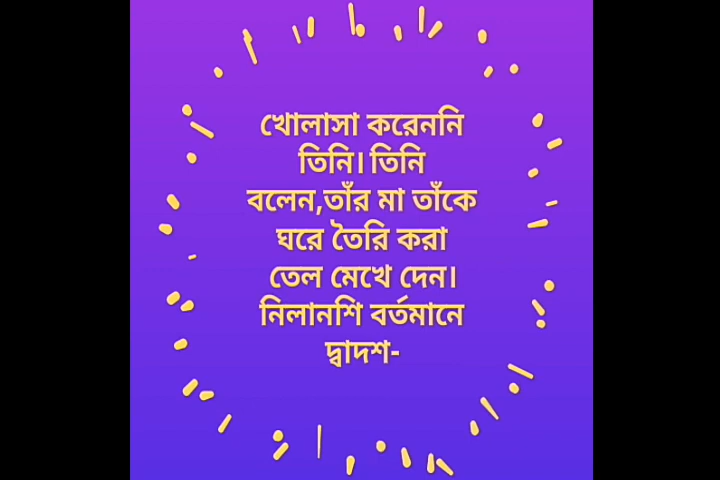 খোলাসা করেননি
তিনি। তিনি
বলেন,তাঁর মা তাঁকে
ঘরে তৈরি করা
তেল মেখে দেন।
নিলানশি বর্তমানে
দ্বাদশ-